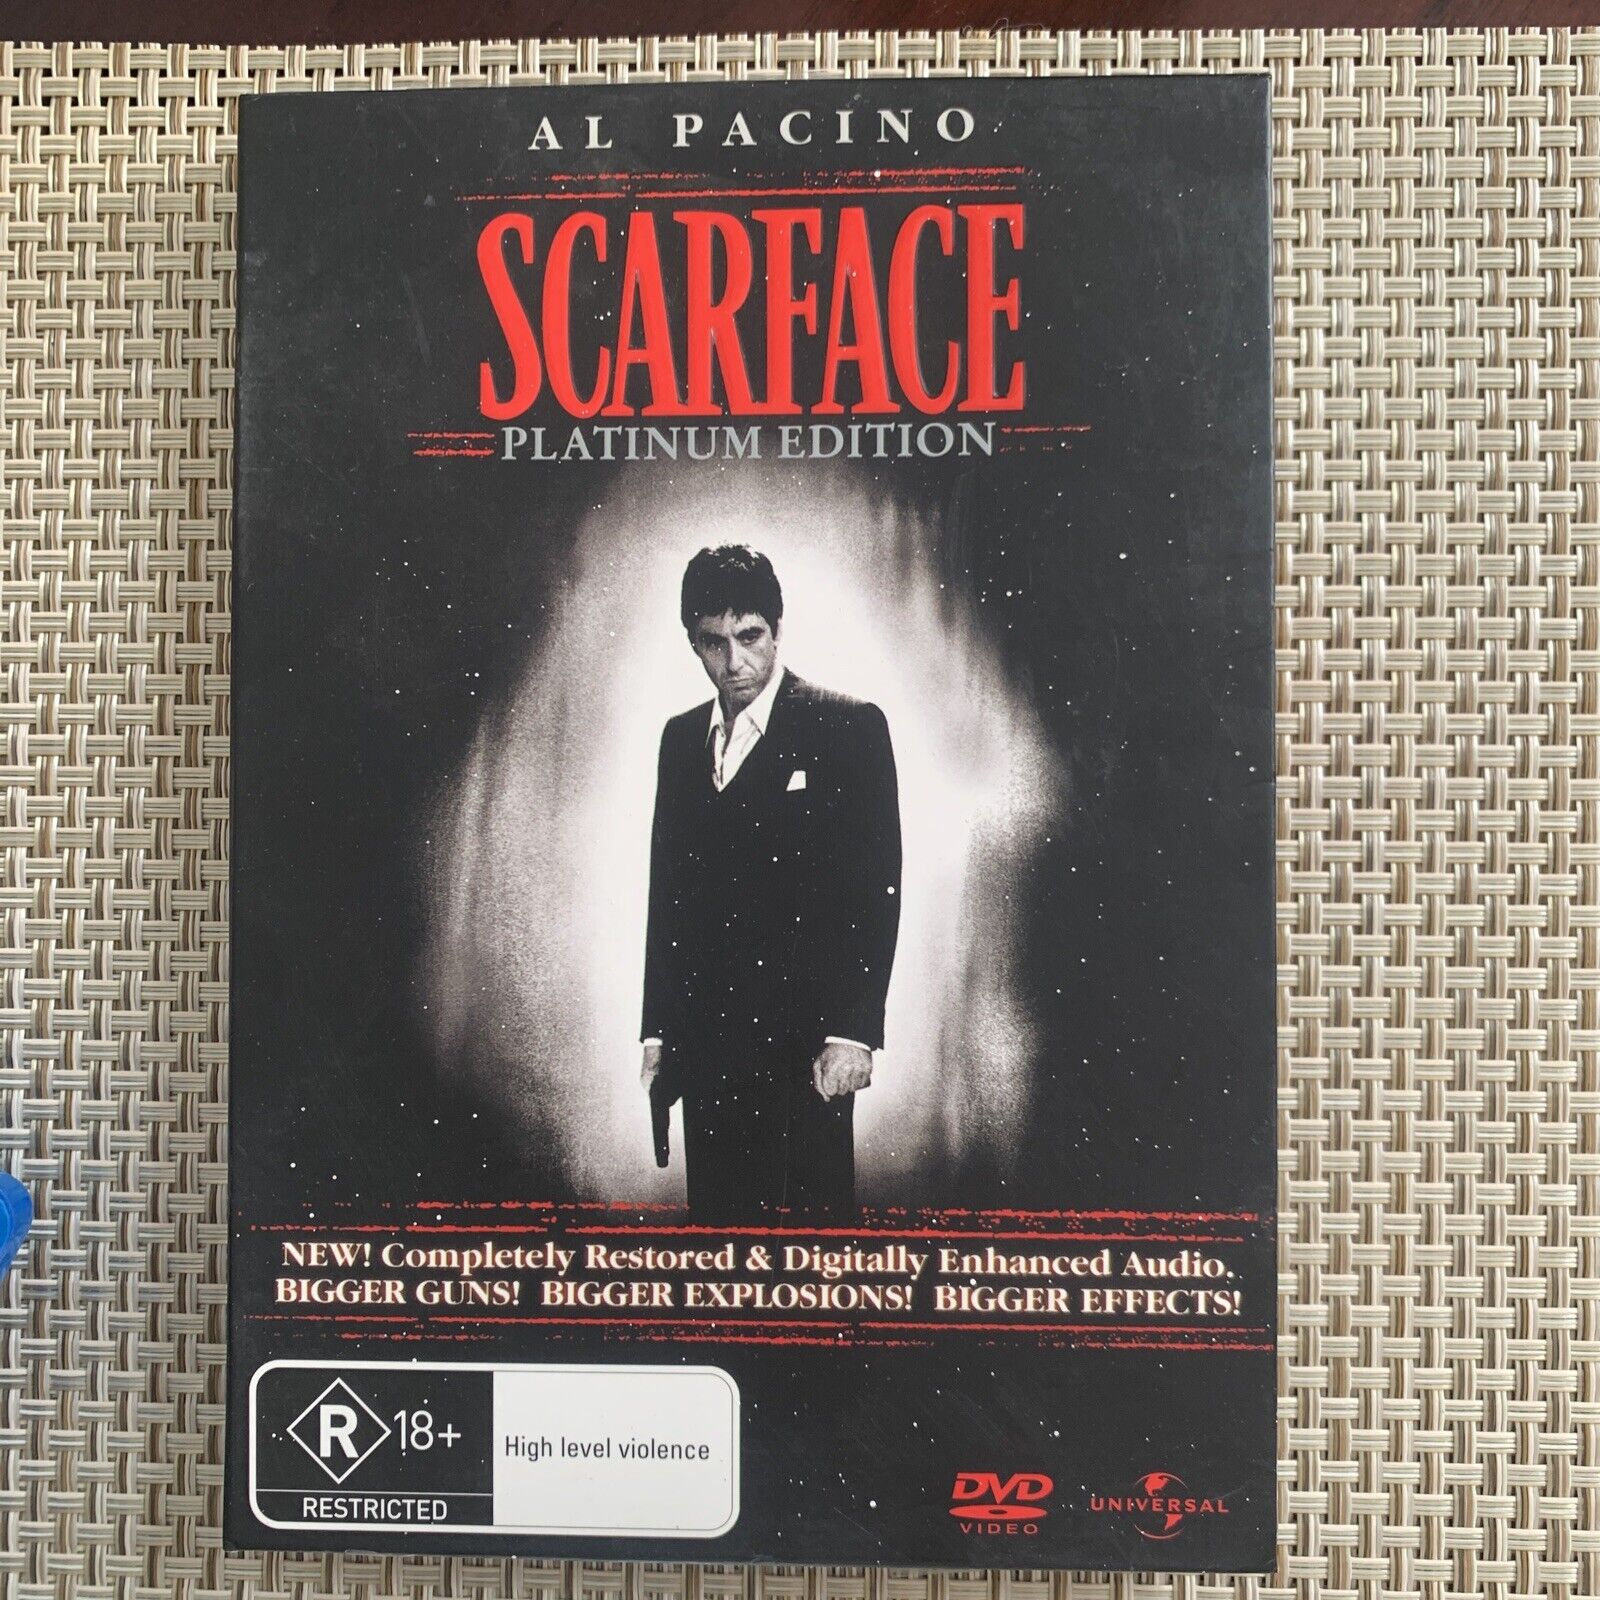 AL PACINO
SCARFACE
PLATINUM EDITION
NEW! Completely Restored & Digitally Enhanced Audio.
BIGGER GUNS! BIGGER EXPLOSIONS! BIGGER EFFECTS!
R 18+
RESTRICTED
High level violence
DVD
VIDEO
UNIVERSAL